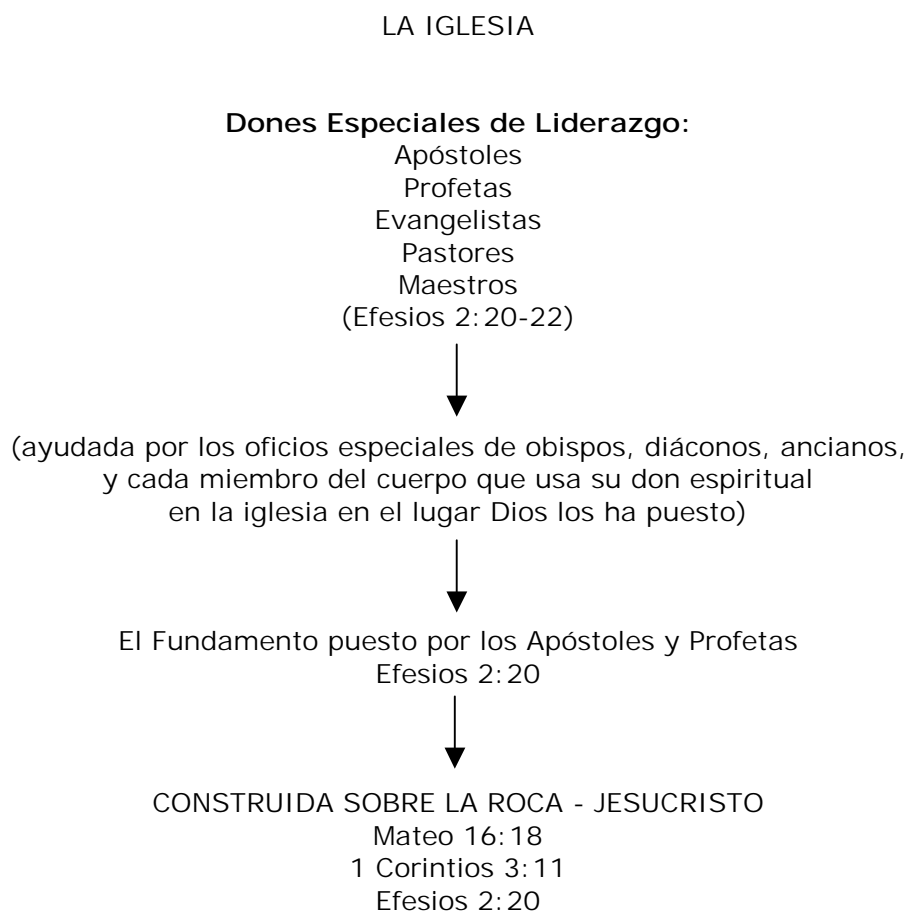 LA IGLESIA
Dones Especiales de Liderazgo:
Apóstoles
Profetas
Evangelistas
Pastores
Maestros
(Efesios 2:20-22)
(ayudada por los oficios especiales de obispos, diáconos, ancianos,
y cada miembro del cuerpo que usa su don espiritual
en la iglesia en el lugar Dios los ha puesto)
El Fundamento puesto por los Apóstoles y Profetas
Efesios 2:20
CONSTRUIDA SOBRE LA ROCA - JESUCRISTO
Mateo 16:18
1 Corintios 3:11
Efesios 2:20